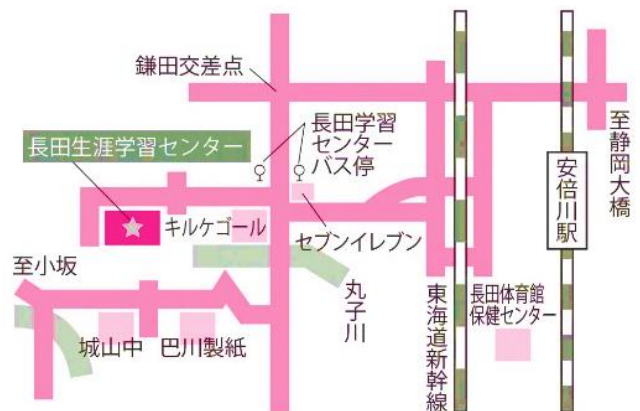 鎌田交差点
長田生涯学習センター
長田学習
センター
バス停
至静岡大橋
安倍川駅
キルケゴール
セブンイレブン
至小坂
丸子川
東海道新幹線
長田体育館
保健センター
城山中
巴川製紙